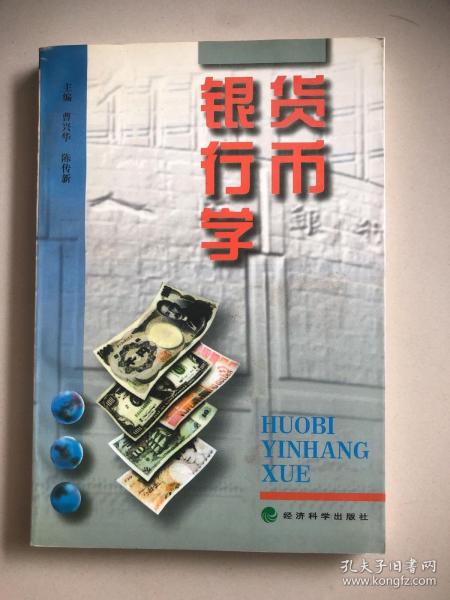 货币
银行学
主编 曹兴华 陈传新
HUOBI
YINHANG
XUE
经济科学出版社
孔夫子旧书网
www.kongfz.com